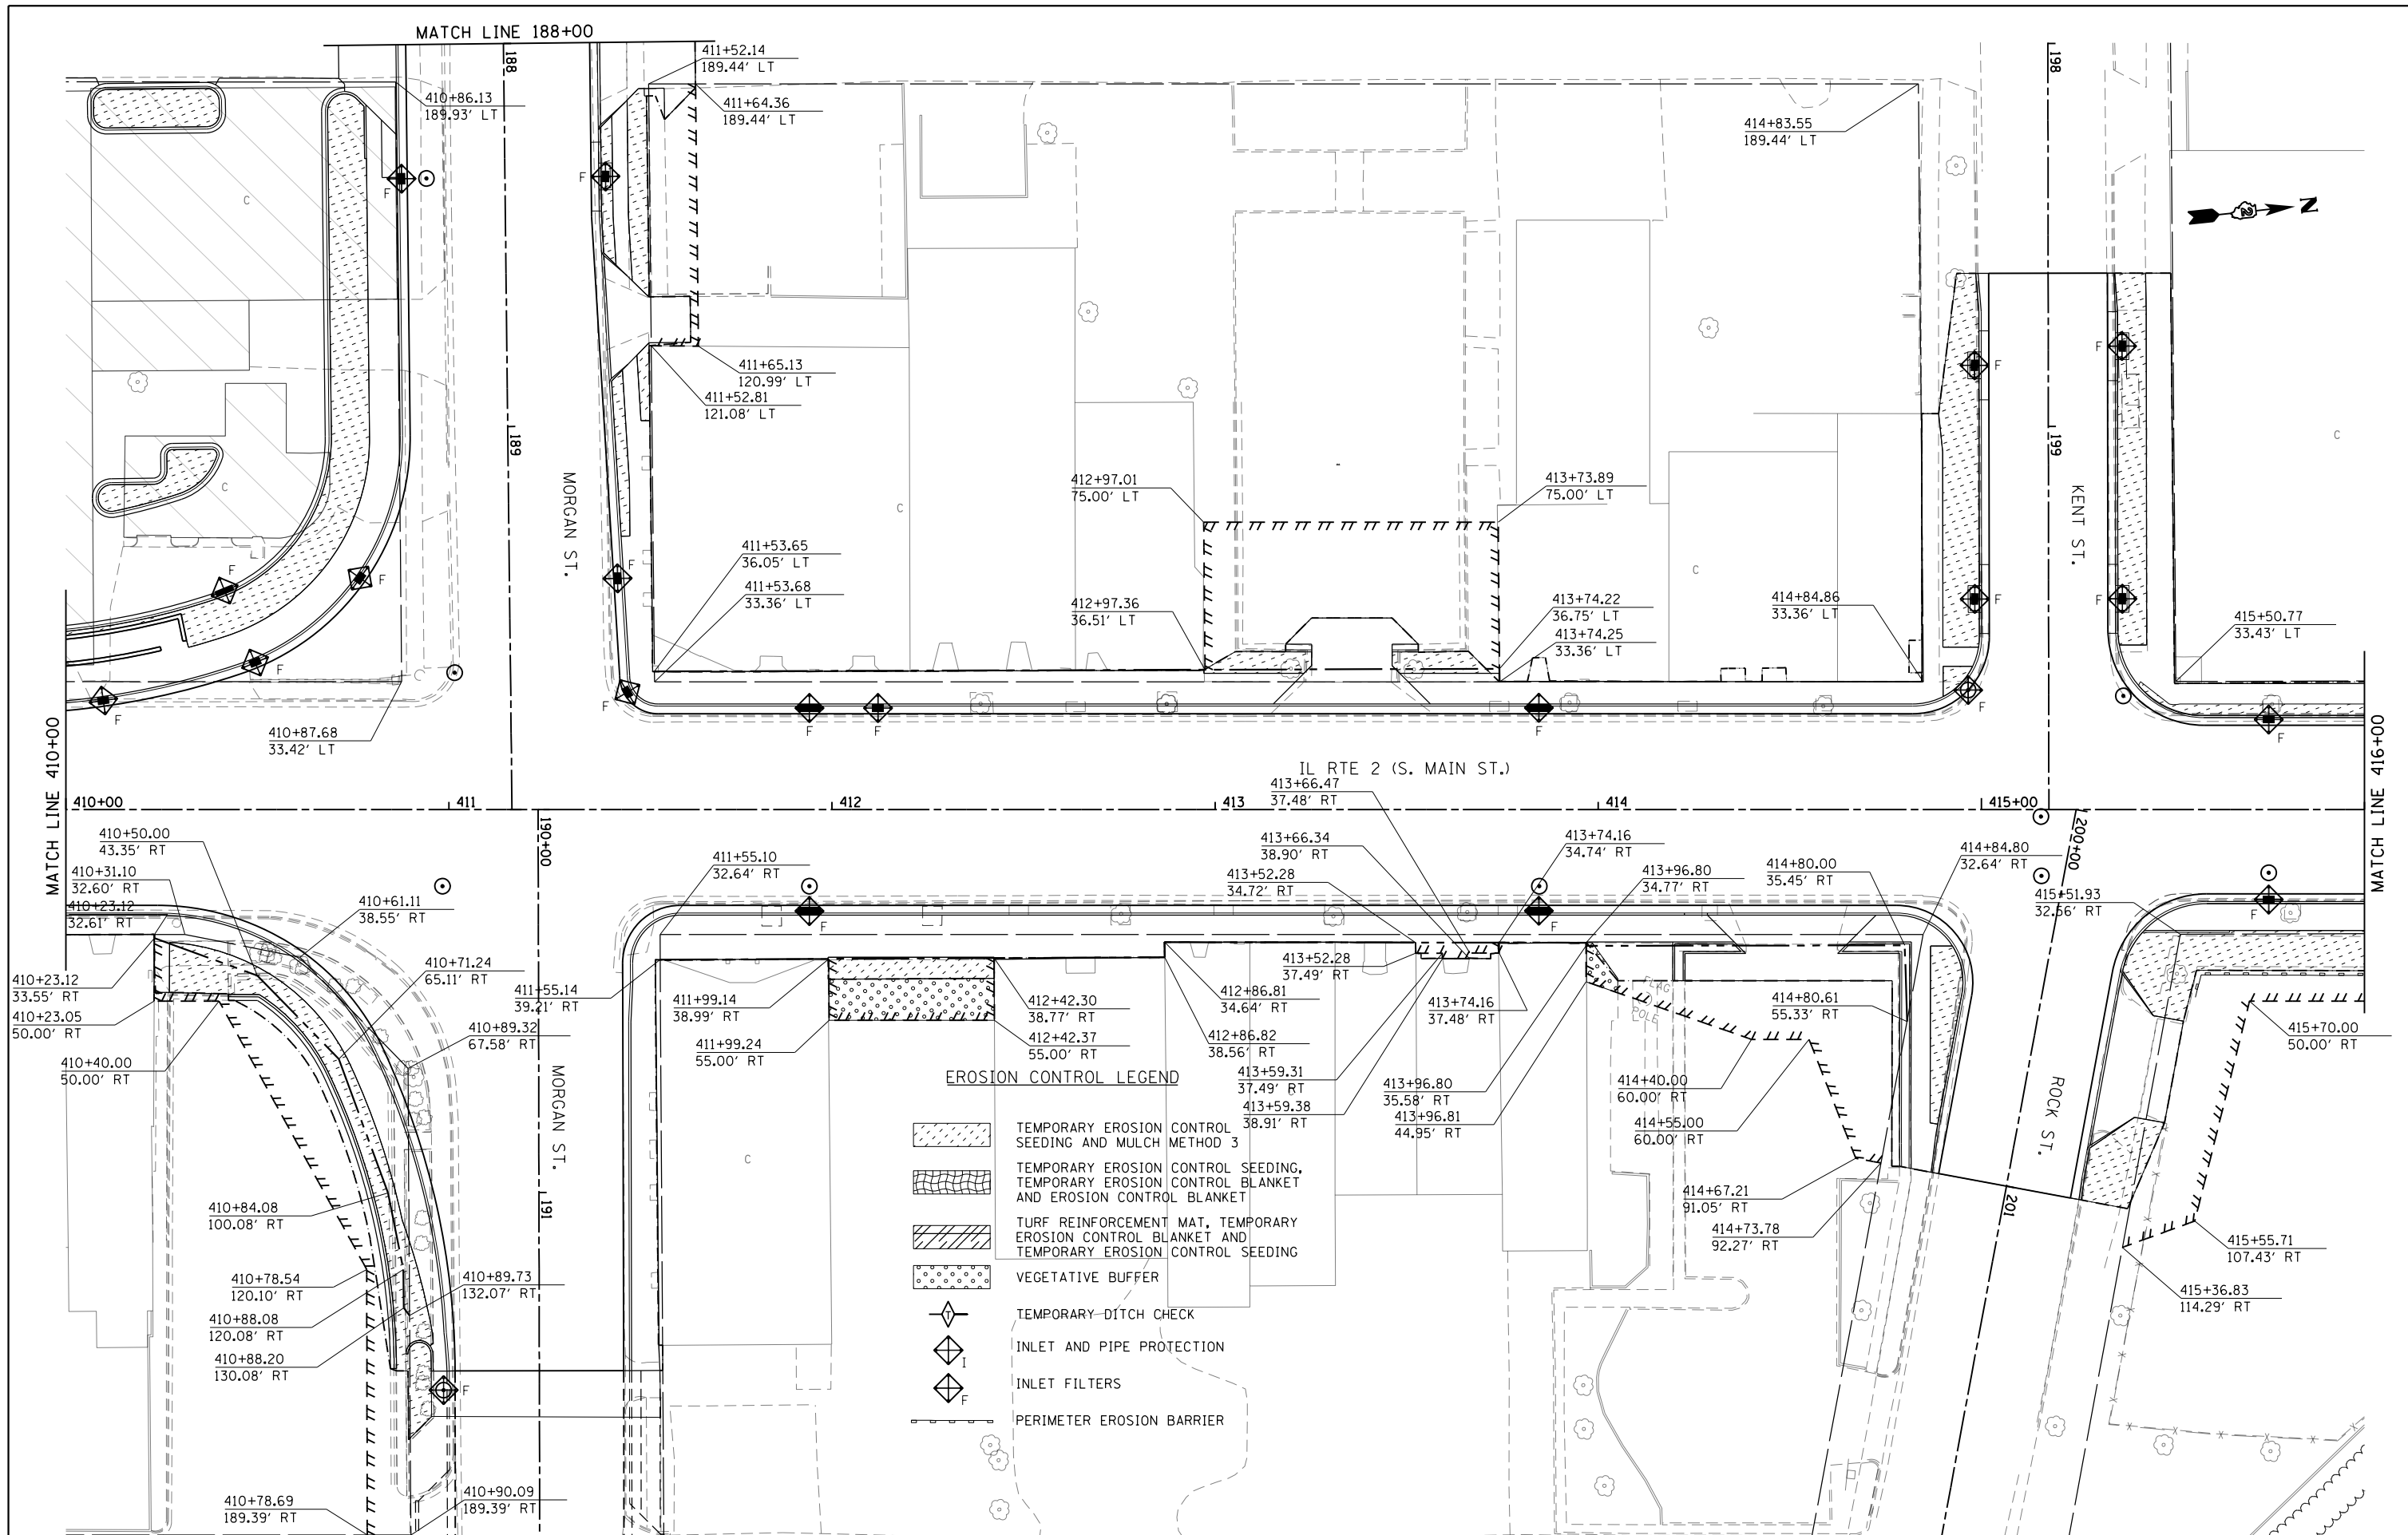 MATCH LINE 188+00
188
198
411+52.14
189.44' LT
410+86.13
189.93' LT
411+64.36
189.44' LT
414+83.55
189.44' LT
F
F
C
2
N
F
F
411+65.13
120.99' LT
411+52.81
121.08' LT
189
199
C
MORGAN ST.
KENT ST.
412+97.01
75.00' LT
413+73.89
75.00' LT
C
C
411+53.65
36.05' LT
411+53.68
33.36' LT
F
F
F
C
412+97.36
36.51' LT
413+74.22
36.75' LT
413+74.25
33.36' LT
414+84.86
33.36' LT
F
F
415+50.77
33.43' LT
F
F
F
F
F
F
F
F
410+87.68
33.42' LT
IL RTE 2 (S. MAIN ST.)
MATCH LINE 410+00
MATCH LINE 416+00
410+00
411
412
413
414
415+00
413+66.47
37.48' RT
190+00
200+00
410+50.00
43.35' RT
410+31.10
32.60' RT
410+23.12
32.61' RT
410+61.11
38.55' RT
411+55.10
32.64' RT
413+66.34
38.90' RT
413+52.28
34.72' RT
413+74.16
34.74' RT
413+96.80
34.77' RT
414+80.00
35.45' RT
414+84.80
32.64' RT
415+51.93
32.56' RT
F
F
F
410+23.12
33.55' RT
410+23.05
50.00' RT
410+40.00
50.00' RT
410+71.24
65.11' RT
410+89.32
67.58' RT
411+55.14
39.21' RT
411+99.14
38.99' RT
411+99.24
55.00' RT
412+42.30
38.77' RT
412+42.37
55.00' RT
412+86.81
34.64' RT
412+86.82
38.56' RT
413+52.28
37.49' RT
413+59.31
37.49' RT
413+59.38
38.91' RT
413+74.16
37.48' RT
413+96.80
35.58' RT
413+96.81
44.95' RT
FLAG
POLE
414+80.61
55.33' RT
414+40.00
60.00' RT
414+55.00
60.00' RT
415+70.00
50.00' RT
MORGAN ST.
ROCK ST.
C
C
191
201
414+67.21
91.05' RT
414+73.78
92.27' RT
415+55.71
107.43' RT
415+36.83
114.29' RT
410+84.08
100.08' RT
410+78.54
120.10' RT
410+88.08
120.08' RT
410+88.20
130.08' RT
410+89.73
132.07' RT
F
410+78.69
189.39' RT
410+90.09
189.39' RT
EROSION CONTROL LEGEND
TEMPORARY EROSION CONTROL
SEEDING AND MULCH METHOD 3
TEMPORARY EROSION CONTROL SEEDING,
TEMPORARY EROSION CONTROL BLANKET
AND EROSION CONTROL BLANKET
TURF REINFORCEMENT MAT, TEMPORARY
EROSION CONTROL BLANKET AND
TEMPORARY EROSION CONTROL SEEDING
VEGETATIVE BUFFER
T
TEMPORARY DITCH CHECK
I
INLET AND PIPE PROTECTION
F
INLET FILTERS
PERIMETER EROSION BARRIER